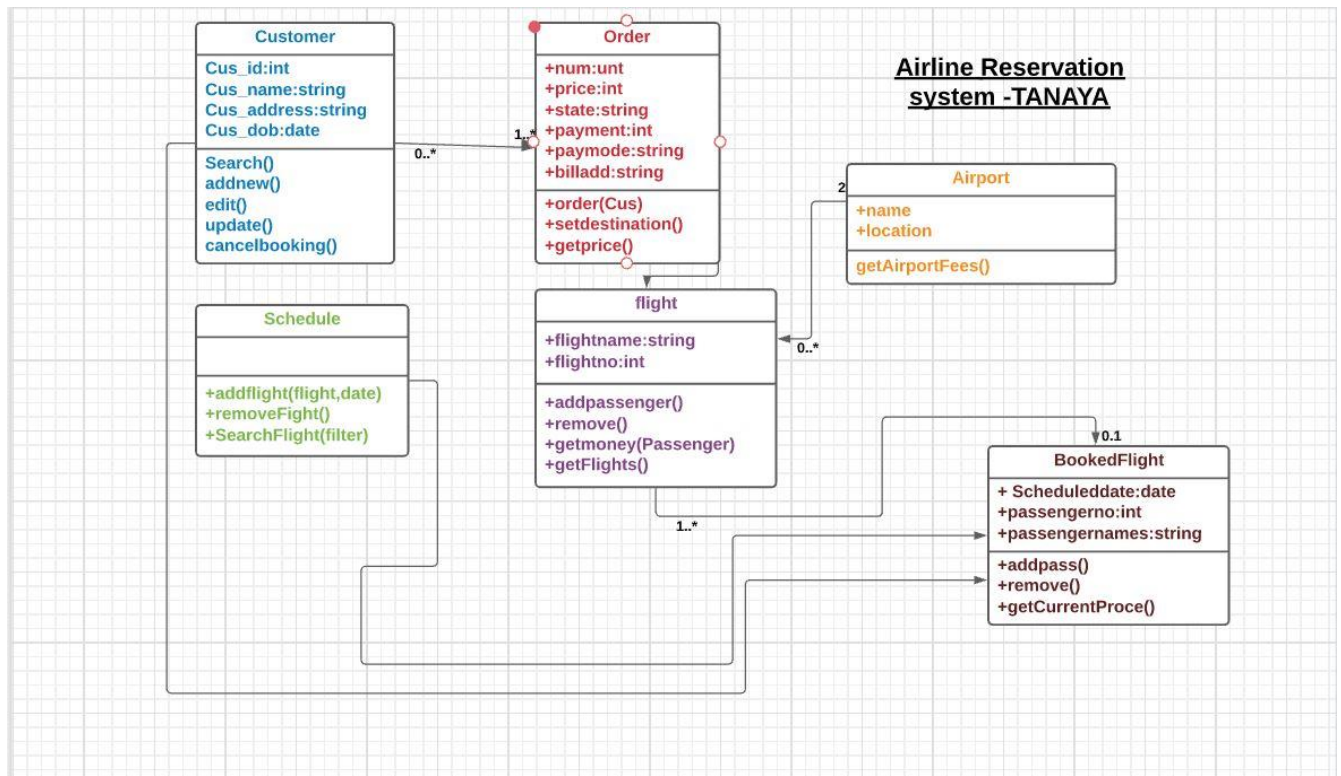 Customer
Cus_id:int
Cus_name:string
Cus_address:string
Cus_dob:date
Search()
addnew()
edit()
update()
cancelbooking()
0..*
1..*
Order
+num:unt
+price:int
+state:string
+payment:int
+paymode:string
+billadd:string
+order(Cus)
+setdestination()
+getprice()
Airline Reservation
system -TANAYA
2
Airport
+name
+location
getAirportFees()
0..*
Schedule
+addflight(flight,date)
+removeFight()
+SearchFlight(filter)
flight
+flightname:string
+flightno:int
+addpassenger()
+remove()
+getmoney(Passenger)
+getFlights()
1..*
0.1
BookedFlight
+ Scheduleddate:date
+passengerno:int
+passengernames:string
+addpass()
+remove()
+getCurrentProce()